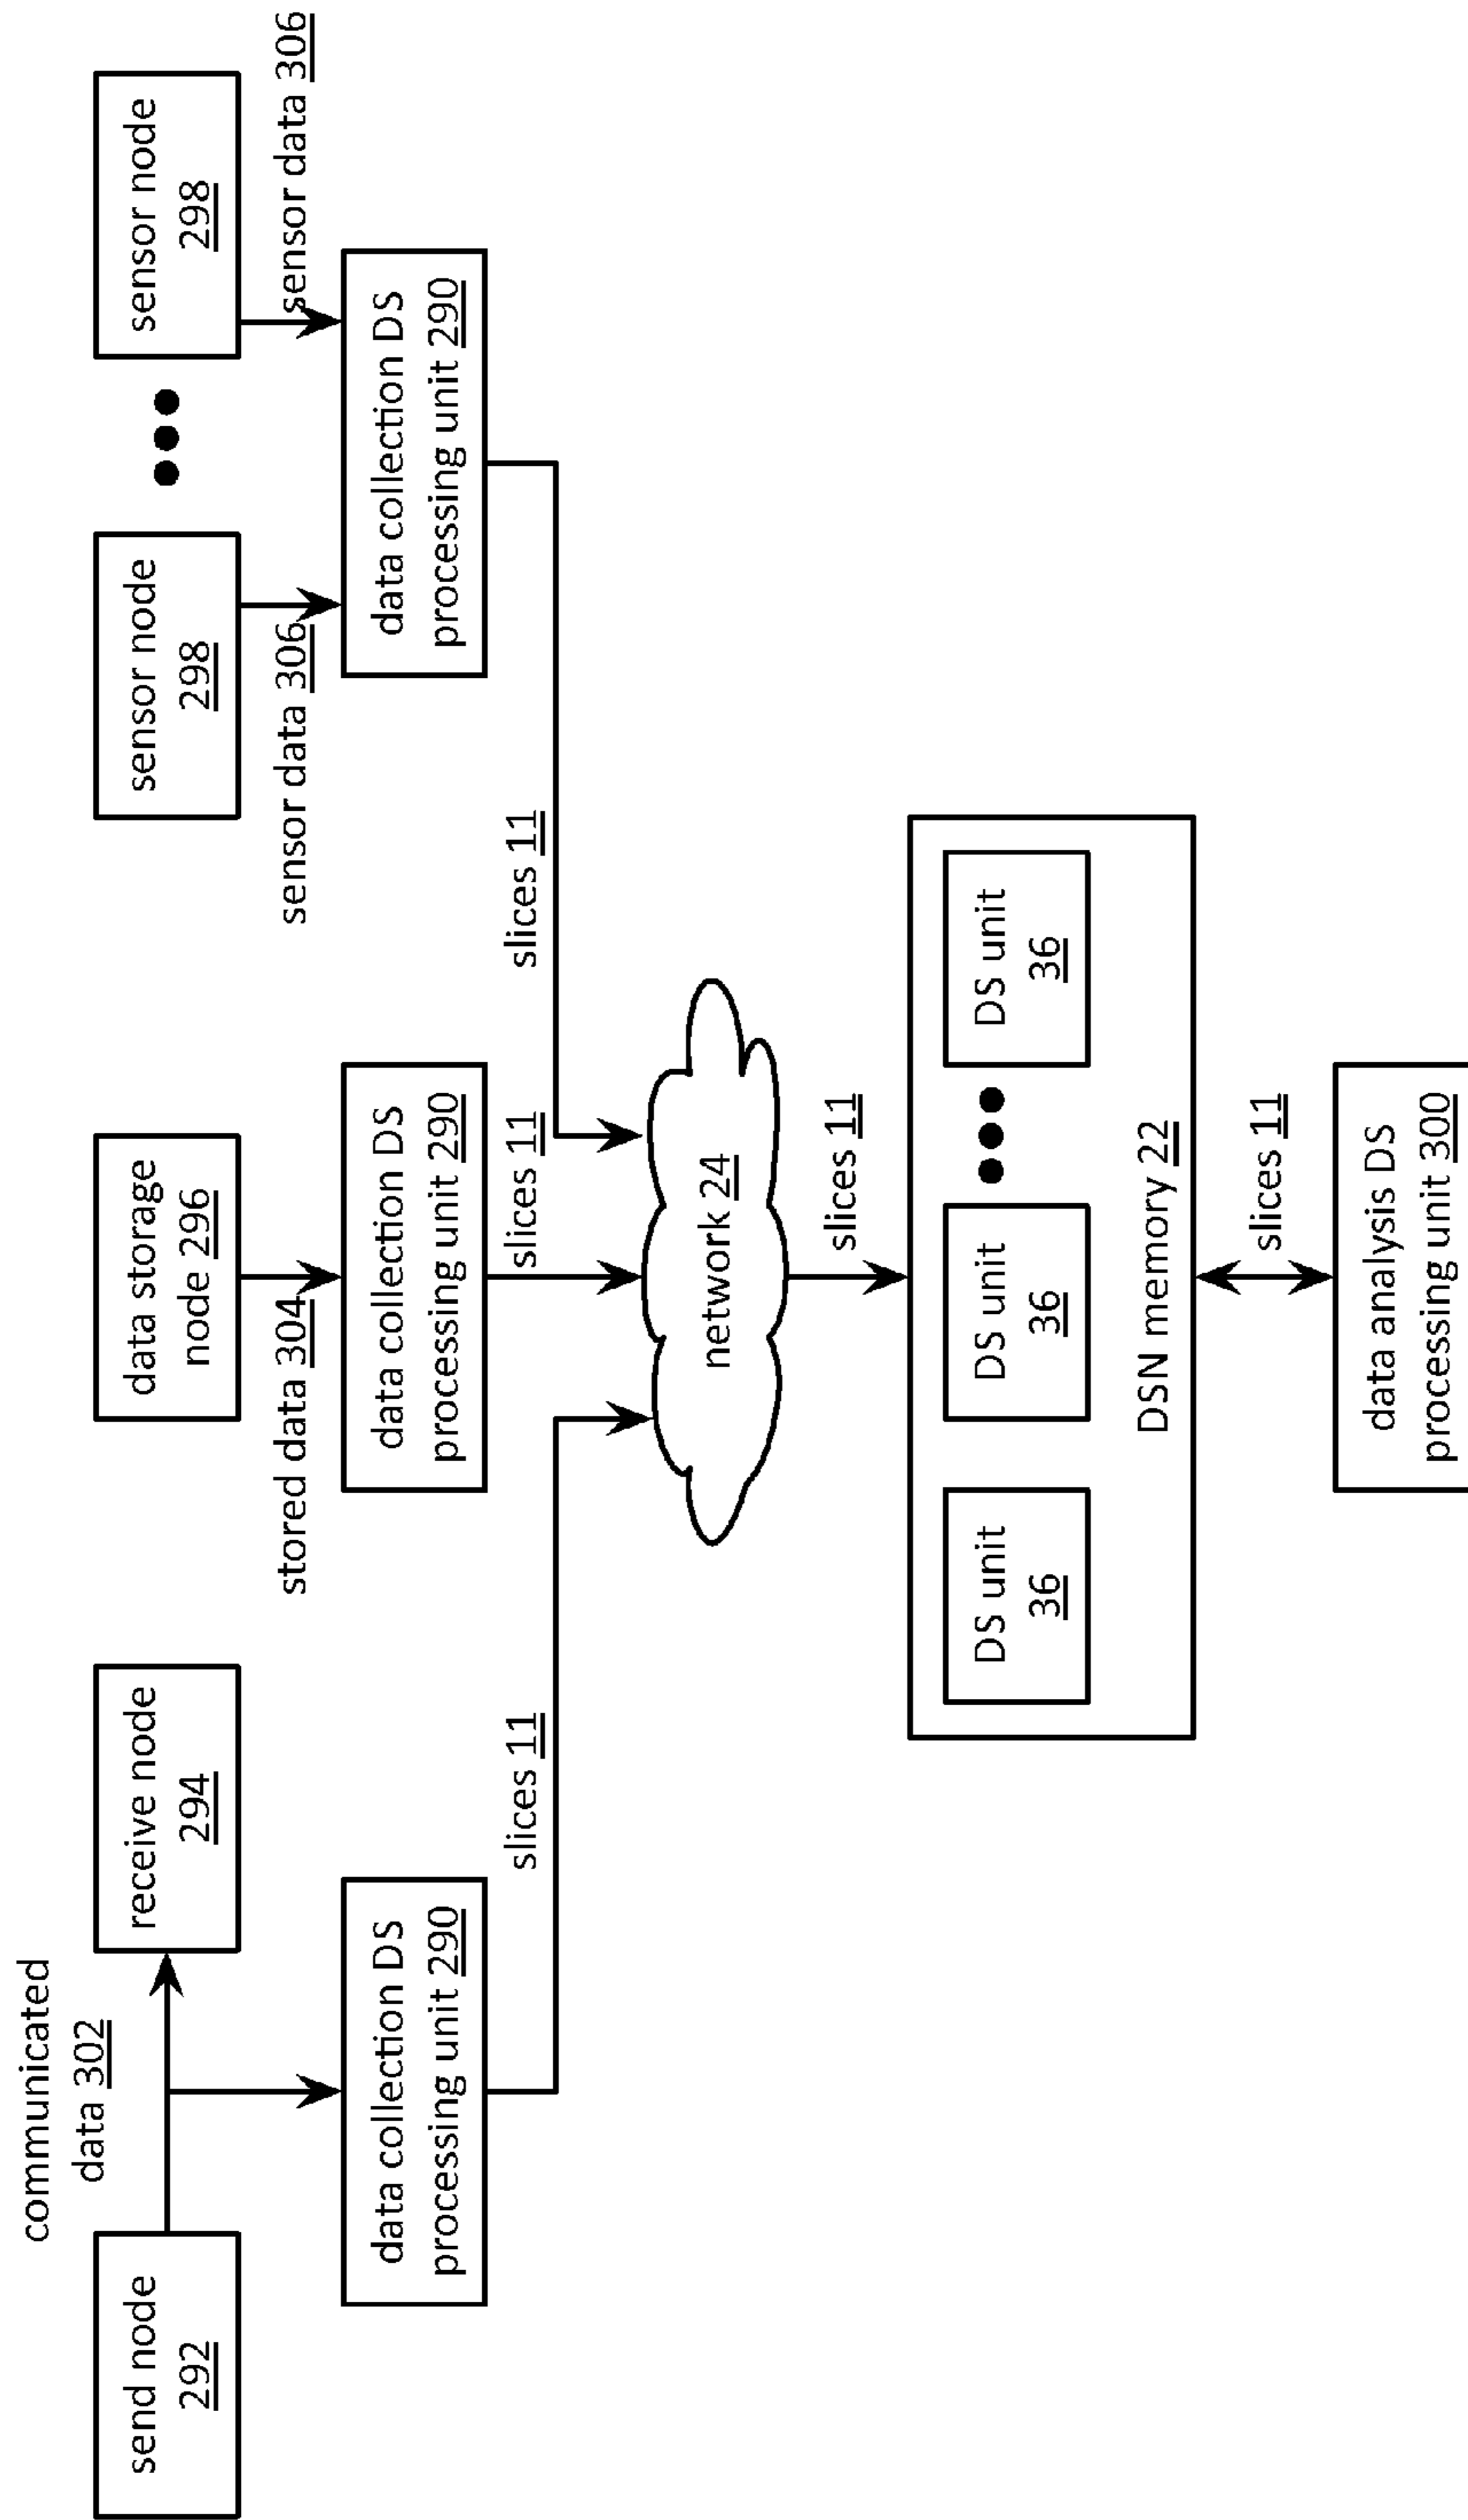 communicated
data 302
send node
292
receive node
294
data storage
node 296
sensor node
298
sensor node
298
stored data 304
sensor data 306
sensor data 306
data collection DS
processing unit 290
data collection DS
processing unit 290
data collection DS
processing unit 290
slices 11
slices 11
slices 11
network 24
slices 11
DS unit
36
DS unit
36
DS unit
36
DSN memory 22
slices 11
data analysis DS
processing unit 300